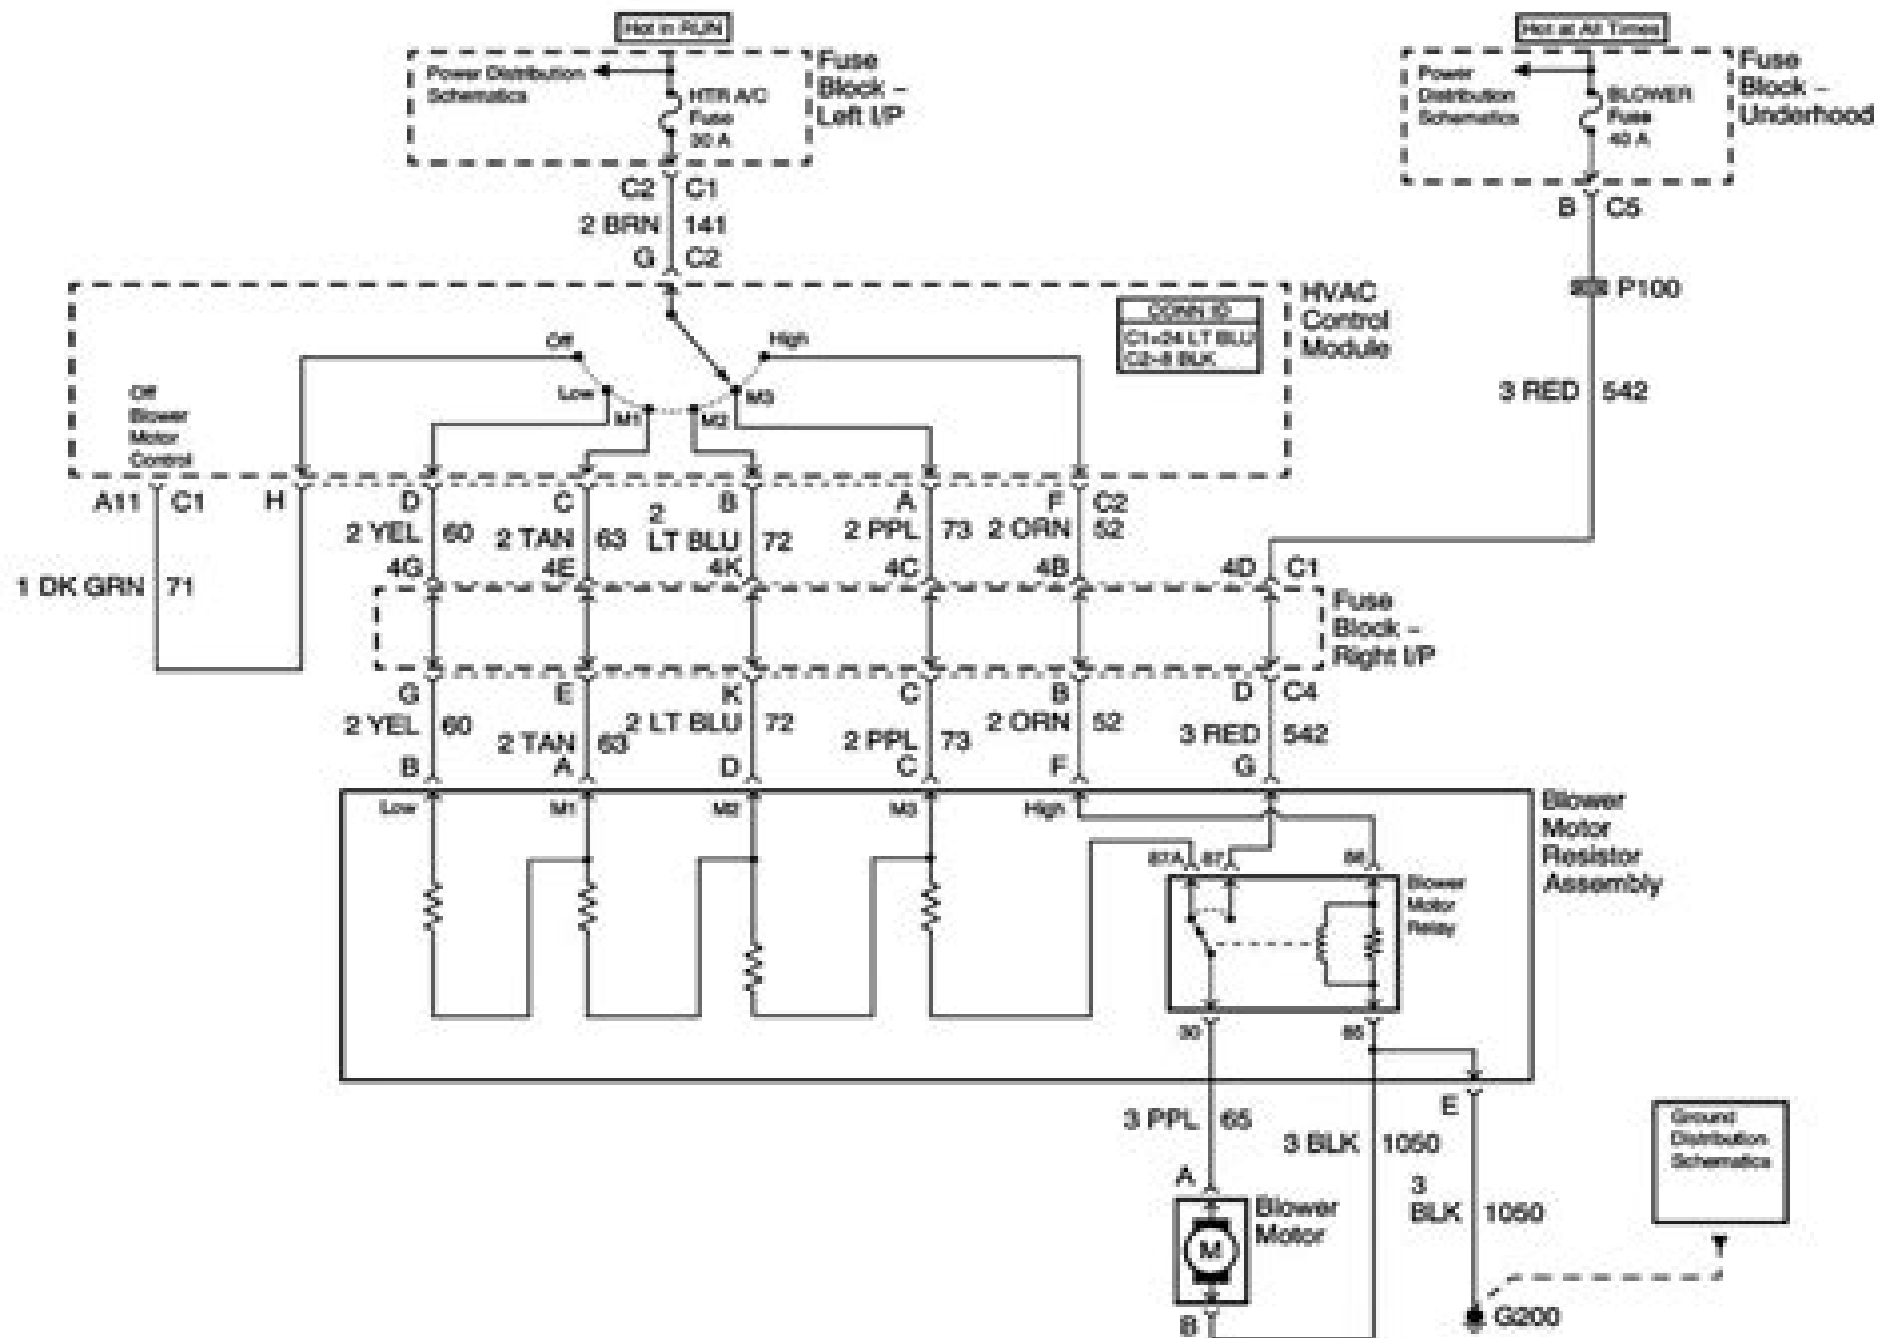 Hot in RUN
Hot at All Times
Power Distribution
Schematics
HTR A/C
Fuse
30 A
Fuse
Block –
Left I/P
Power
Distribution
Schematics
BLOWER
Fuse
40 A
Fuse
Block –
Underhood
C2 C1
2 BRN 141
G C2
B C5
P100
3 RED 542
HVAC
Control
Module
CONN ID
C1=24 LT BLU
C2=8 BLK
Off
High
Low
M1
M2
M3
Off
Blower
Motor
Control
A11 C1 H D C B A F C2
2 YEL 60 2 TAN 63 2
LT BLU 72 2 PPL 73 2 ORN 52
4G 4E 4K 4C 4B 4D C1
1 DK GRN 71
Fuse
Block –
Right I/P
G E K C B D C4
2 YEL 60 2 TAN 63 2 LT BLU 72 2 PPL 73 2 ORN 52 3 RED 542
B A D C F G
Low M1 M2 M3 High
Blower
Motor
Resistor
Assembly
87A 87 86
Blower
Motor
Relay
30 85
E
3 PPL 65
3 BLK 1050
3
BLK 1050
A
Blower
Motor
M
B
G200
Ground
Distribution
Schematics